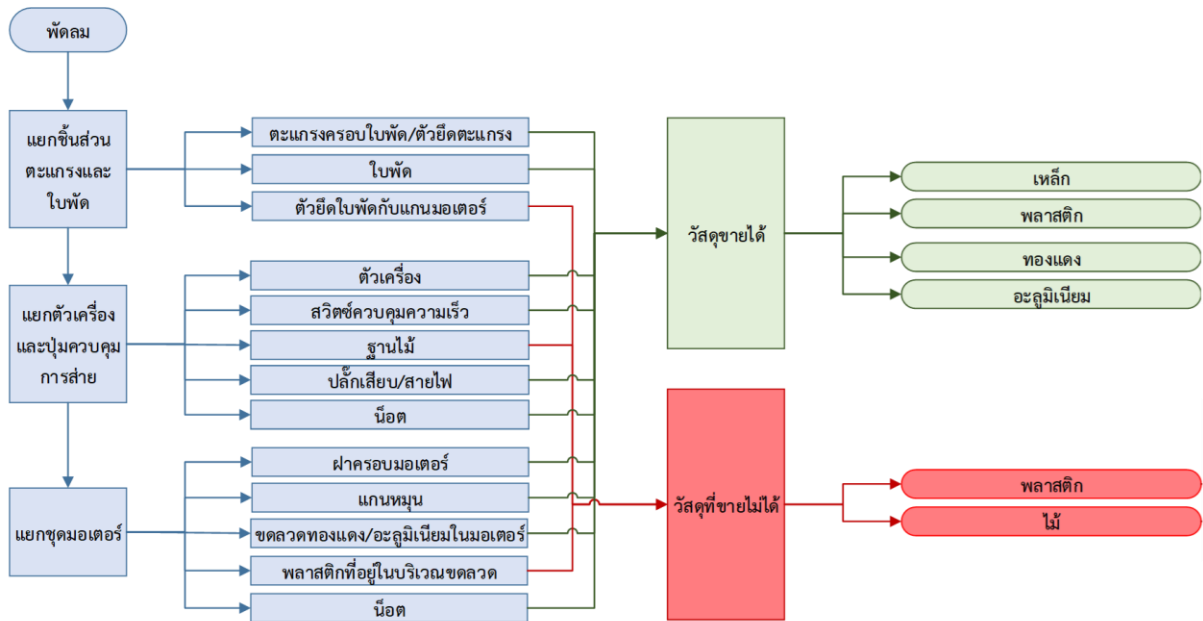 พัดลม
แยกชิ้นส่วน
ตะแกรงและ
ใบพัด
ตะแกรงครอบใบพัด/ตัวยึดตะแกรง
ใบพัด
ตัวยึดใบพัดกับแกนมอเตอร์
แยกตัวเครื่อง
และปุ่มควบคุม
การส่าย
ตัวเครื่อง
สวิตซ์ควบคุมความเร็ว
ฐานไม้
ปลั๊กเสียบ/สายไฟ
น็อต
แยกชุดมอเตอร์
ฝาครอบมอเตอร์
แกนหมุน
ขดลวดทองแดง/อะลูมิเนียมในมอเตอร์
พลาสติกที่อยู่ในบริเวณขดลวด
น็อต
วัสดุขายได้
เหล็ก
พลาสติก
ทองแดง
อะลูมิเนียม
วัสดุที่ขายไม่ได้
พลาสติก
ไม้